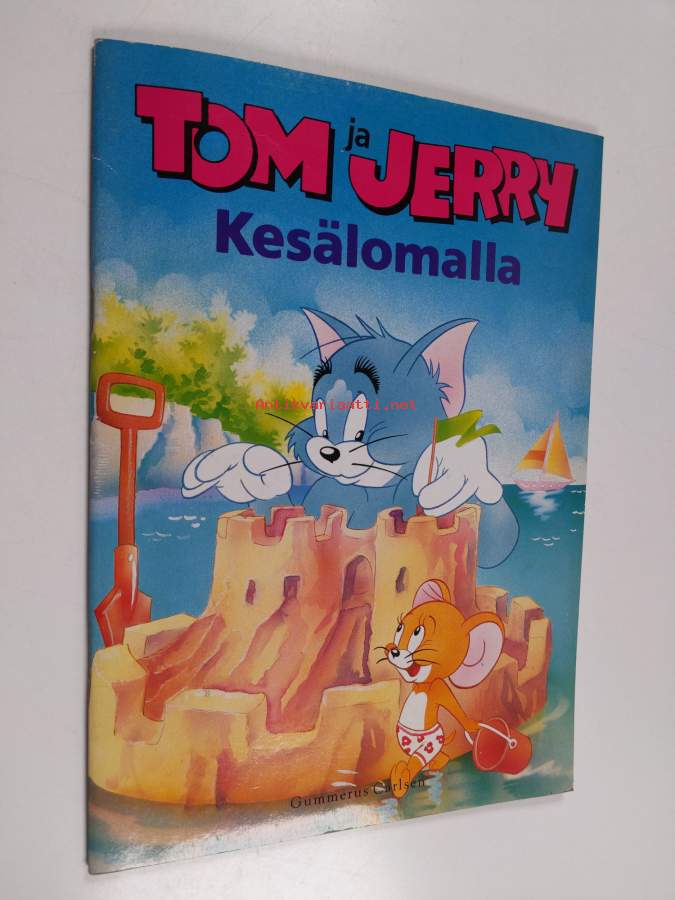 TOM ja JERRY
Kesälomalla
Antikvariaatti.net
Gummerus Carlsen